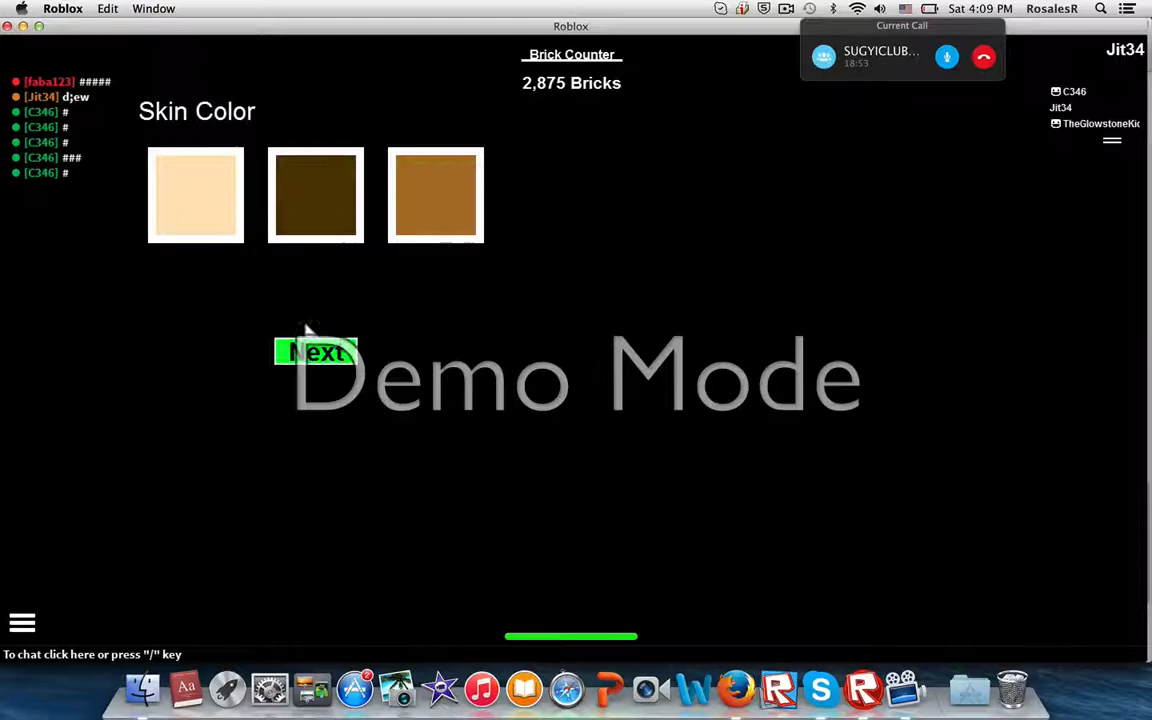 Roblox Edit Window Sat 4:09 PM RosalesR
Roblox
Current Call
SUGYICLUB...
18:53
Brick Counter
2,875 Bricks
Jit34
C346
Jit34
TheGlowstoneKid
[faba123] #####
[Jit34] d;ew
[C346] #
[C346] #
[C346] #
[C346] ###
[C346] #
Skin Color
Next
Demo Mode
To chat click here or press "/" key